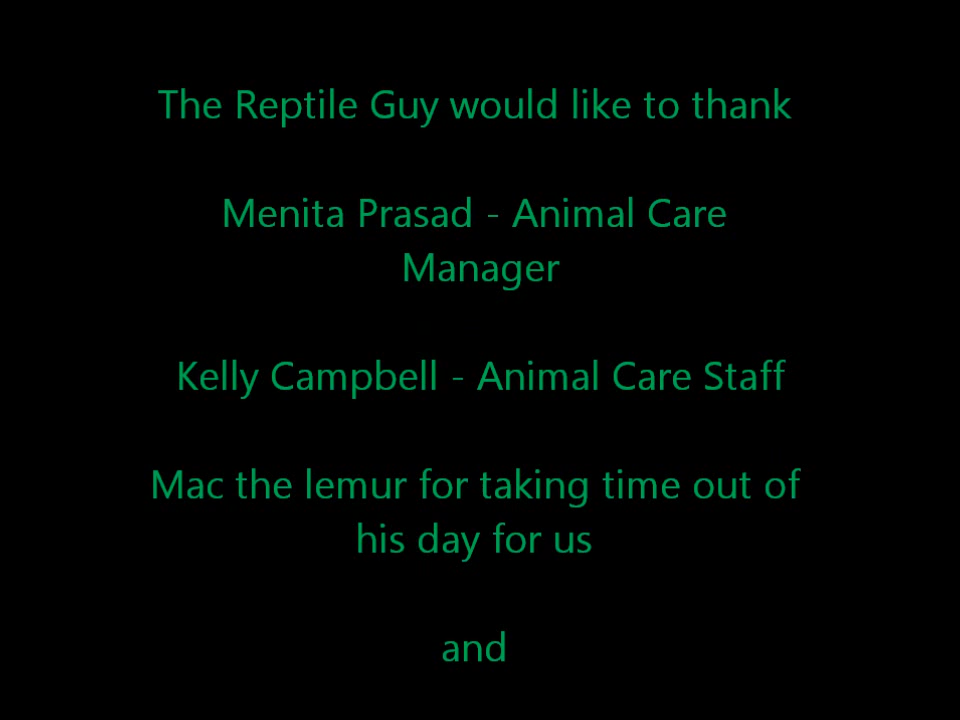 The Reptile Guy would like to thank
Menita Prasad - Animal Care
Manager
Kelly Campbell - Animal Care Staff
Mac the lemur for taking time out of
his day for us
and